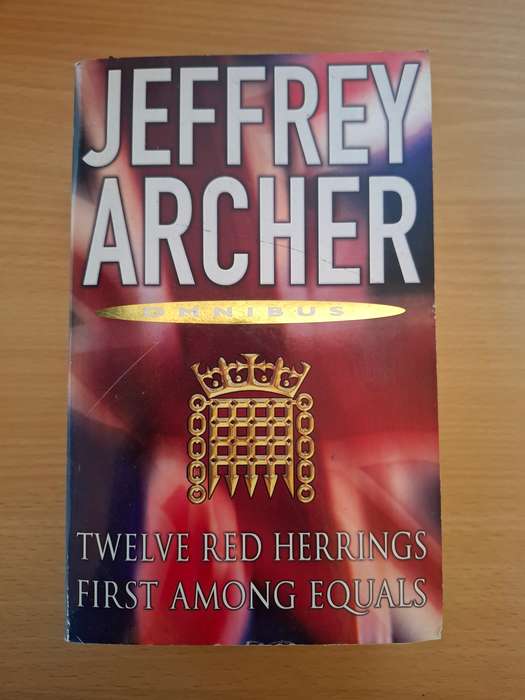 JEFFREY
ARCHER
OMNIBUS
TWELVE RED HERRINGS
FIRST AMONG EQUALS